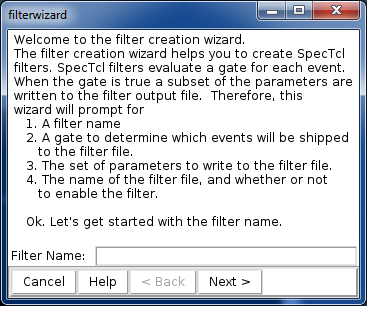 filterwizard
Welcome to the filter creation wizard.
The filter creation wizard helps you to create SpecTcl
filters. SpecTcl filters evaluate a gate for each event.
When the gate is true a subset of the parameters are
written to the filter output file.  Therefore, this
wizard will prompt for
1. A filter name
2. A gate to determine which events will be shipped
to the filter file.
3. The set of parameters to write to the filter file.
4. The name of the filter file, and whether or not
to enable the filter.
Ok. Let's get started with the filter name.
Filter Name:
Cancel Help < Back Next >